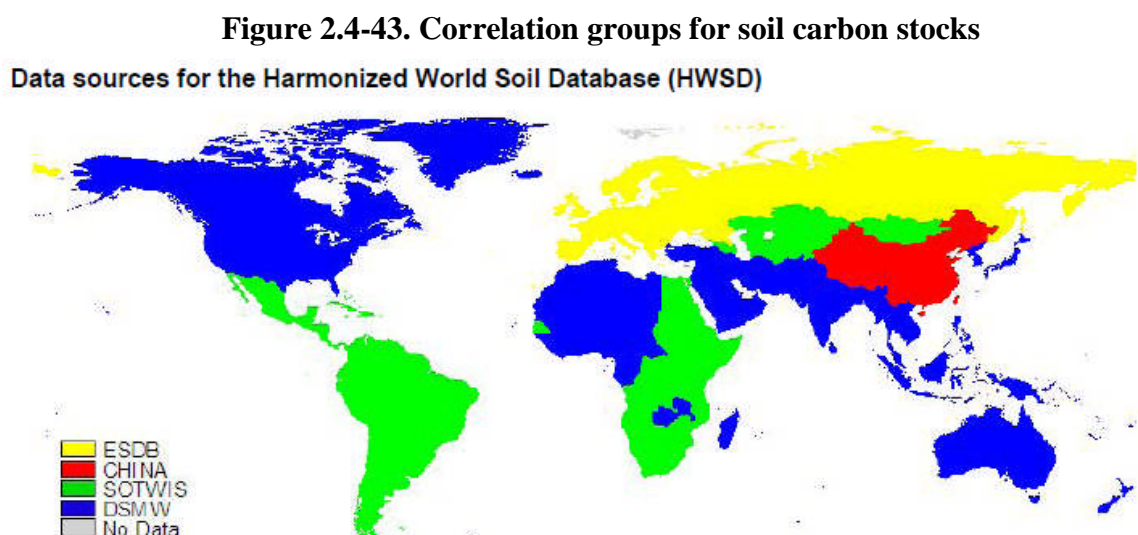 Figure 2.4-43. Correlation groups for soil carbon stocks
Data sources for the Harmonized World Soil Database (HWSD)
ESDB
CHINA
SOTWIS
DSMW
No Data